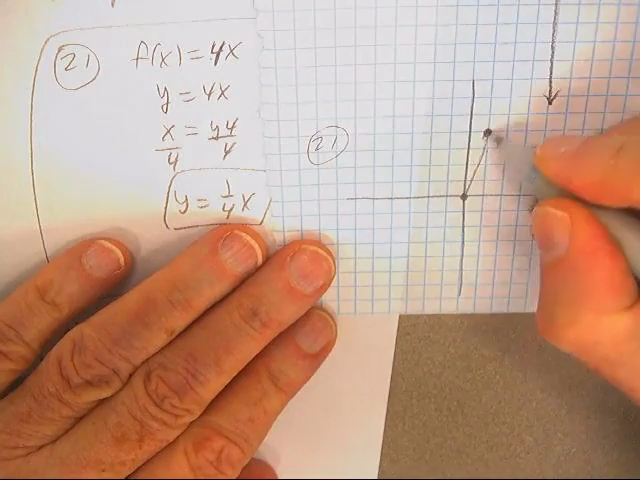 21 f(x) = 4x
y = 4x
x/4 = y4/4
y = 1/4 x
21